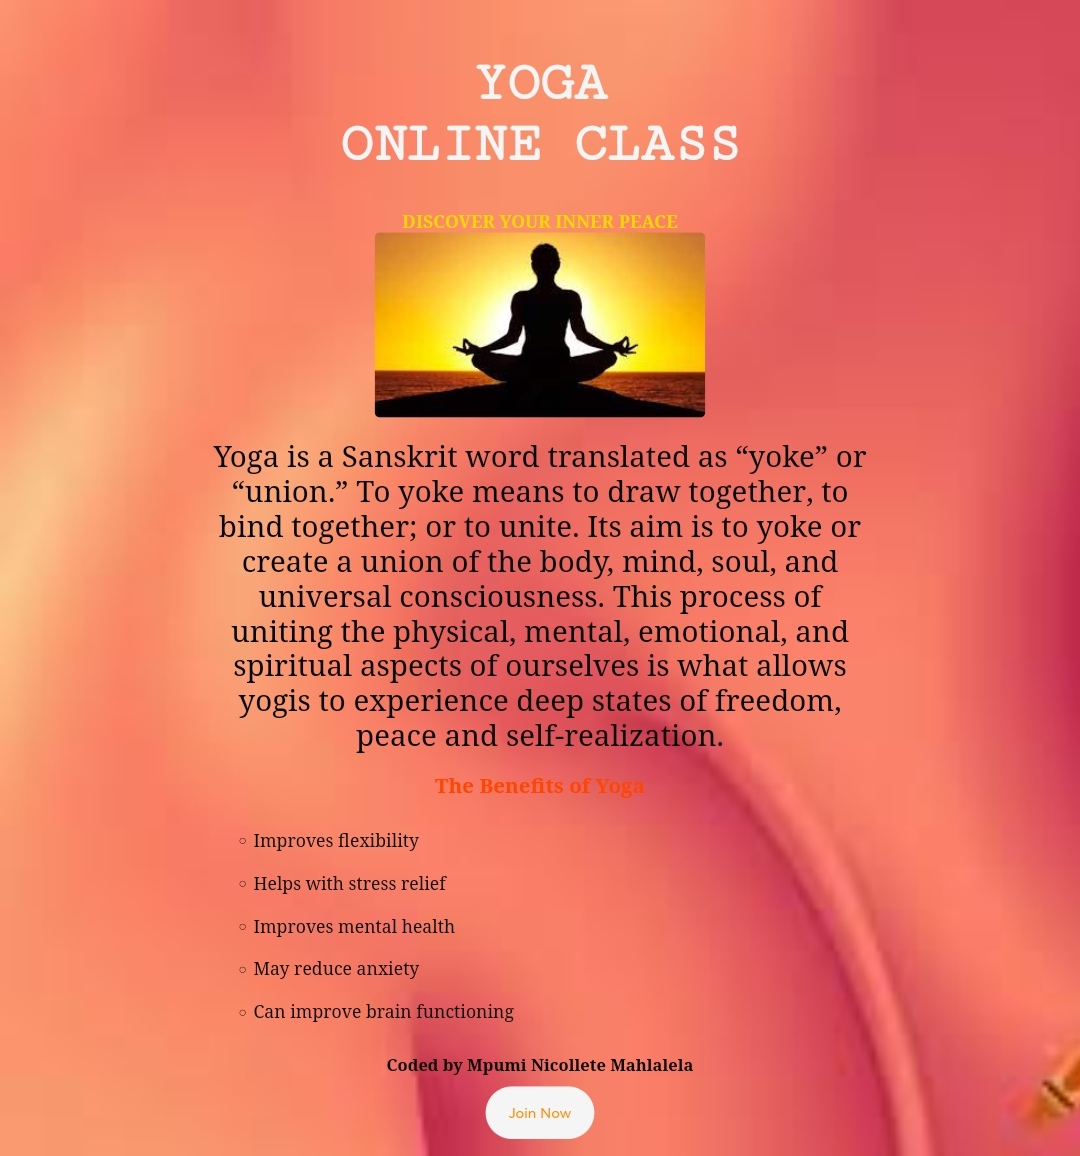 YOGA
ONLINE CLASS
DISCOVER YOUR INNER PEACE
Yoga is a Sanskrit word translated as “yoke” or
“union.” To yoke means to draw together, to
bind together; or to unite. Its aim is to yoke or
create a union of the body, mind, soul, and
universal consciousness. This process of
uniting the physical, mental, emotional, and
spiritual aspects of ourselves is what allows
yogis to experience deep states of freedom,
peace and self-realization.
The Benefits of Yoga
◦ Improves flexibility
◦ Helps with stress relief
◦ Improves mental health
◦ May reduce anxiety
◦ Can improve brain functioning
Coded by Mpumi Nicollete Mahlalela
Join Now